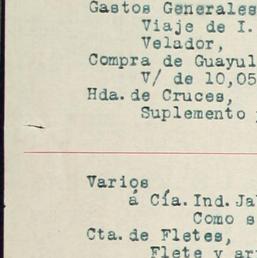 Gastos Generales
Viaje de I.
Velador,
Compra de Guayul
V/ de 10,05
Hda. de Cruces,
Suplemento
Varios
á Cía. Ind. Ja
Como s
Cta. de Fletes,
Flete y